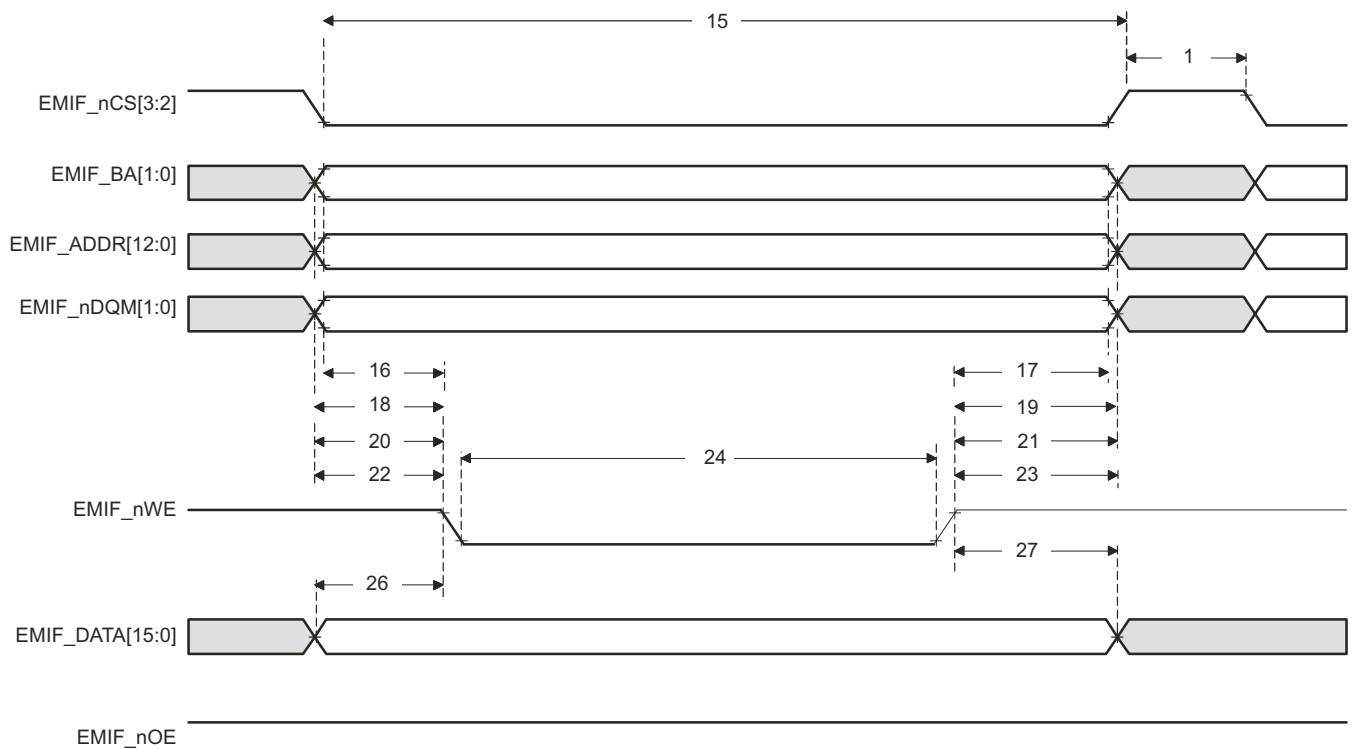 15
1
EMIF_nCS[3:2]
EMIF_BA[1:0]
EMIF_ADDR[12:0]
EMIF_nDQM[1:0]
16 17
18 19
20 21
24
22 23
EMIF_nWE
27
26
EMIF_DATA[15:0]
EMIF_nOE